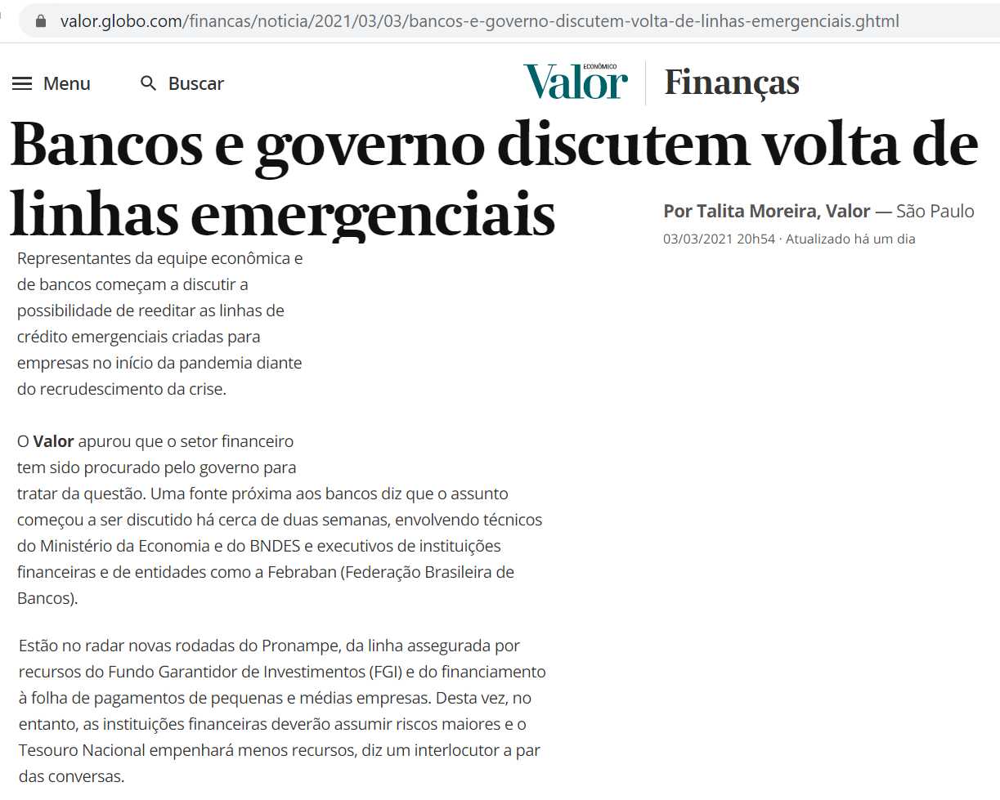 valor.globo.com/financas/noticia/2021/03/03/bancos-e-governo-discutem-volta-de-linhas-emergenciais.ghtml
Menu
Buscar
Valor ECONÔMICO
Finanças
Bancos e governo discutem volta de
linhas emergenciais
Por Talita Moreira, Valor — São Paulo
03/03/2021 20h54 · Atualizado há um dia
Representantes da equipe econômica e
de bancos começam a discutir a
possibilidade de reeditar as linhas de
crédito emergenciais criadas para
empresas no início da pandemia diante
do recrudescimento da crise.
O Valor apurou que o setor financeiro
tem sido procurado pelo governo para
tratar da questão. Uma fonte próxima aos bancos diz que o assunto
começou a ser discutido há cerca de duas semanas, envolvendo técnicos
do Ministério da Economia e do BNDES e executivos de instituições
financeiras e de entidades como a Febraban (Federação Brasileira de
Bancos).
Estão no radar novas rodadas do Pronampe, da linha assegurada por
recursos do Fundo Garantidor de Investimentos (FGI) e do financiamento
à folha de pagamentos de pequenas e médias empresas. Desta vez, no
entanto, as instituições financeiras deverão assumir riscos maiores e o
Tesouro Nacional empenhará menos recursos, diz um interlocutor a par
das conversas.